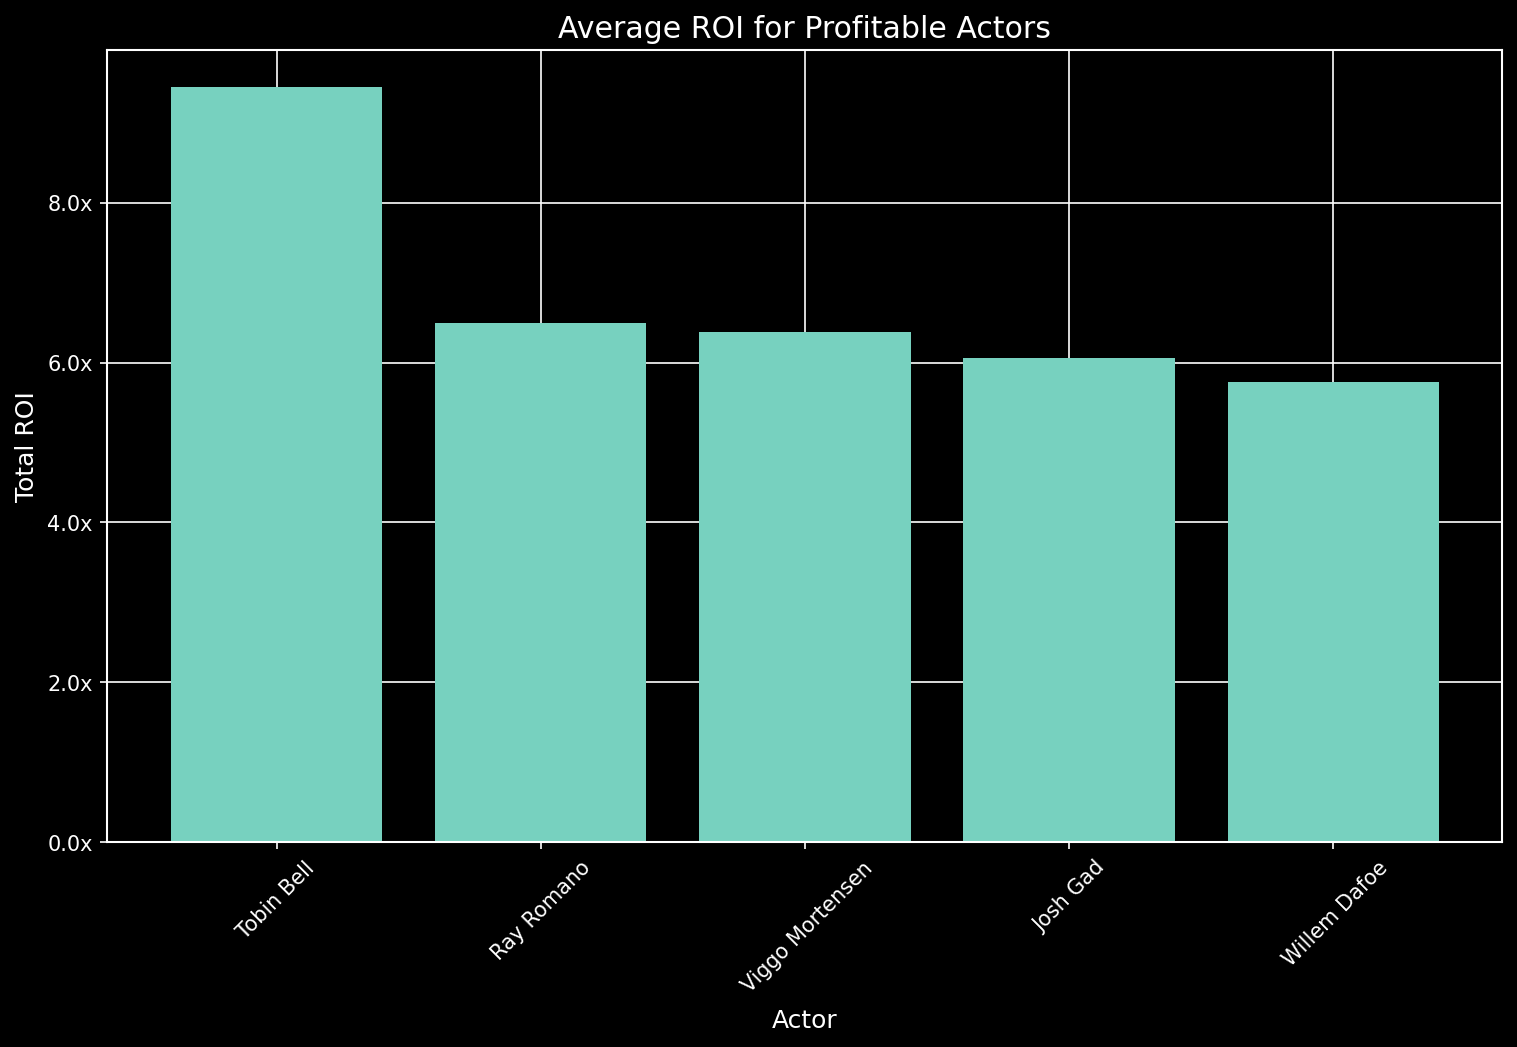 Average ROI for Profitable Actors
Total ROI
8.0x
6.0x
4.0x
2.0x
0.0x
Tobin Bell
Ray Romano
Viggo Mortensen
Josh Gad
Willem Dafoe
Actor